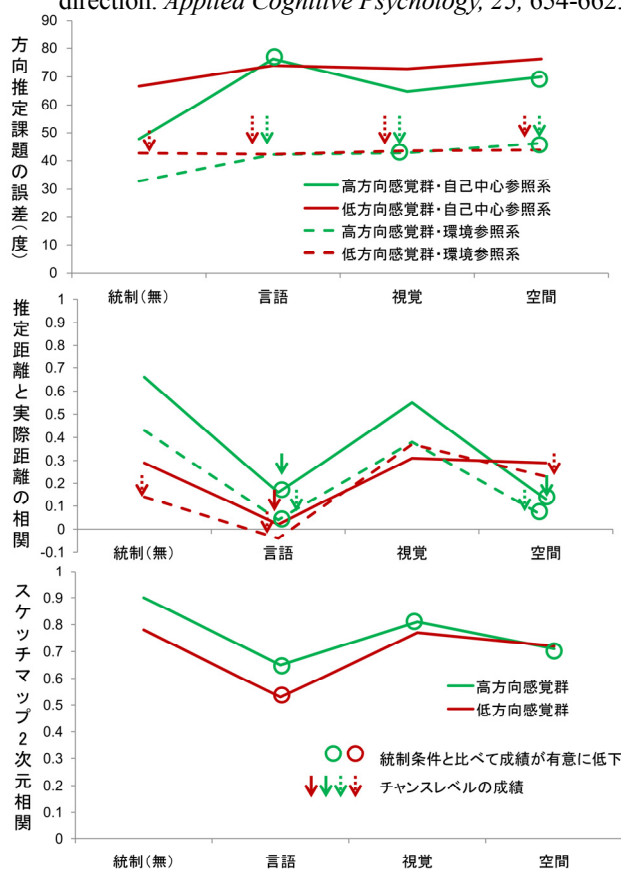 direction. Applied Cognitive Psychology, 25, 654-662.
方向推定課題の誤差(度)
90
80
70
60
50
40
30
20
10
0
高方向感覚群・自己中心参照系
低方向感覚群・自己中心参照系
高方向感覚群・環境参照系
低方向感覚群・環境参照系
統制(無) 言語 視覚 空間
推定距離と実際距離の相関
1
0.9
0.8
0.7
0.6
0.5
0.4
0.3
0.2
0.1
0
-0.1
統制(無) 言語 視覚 空間
スケッチマップ2次元相関
1
0.9
0.8
0.7
0.6
0.5
0.4
0.3
0.2
0.1
0
高方向感覚群
低方向感覚群
統制条件と比べて成績が有意に低下
チャンスレベルの成績
統制(無) 言語 視覚 空間